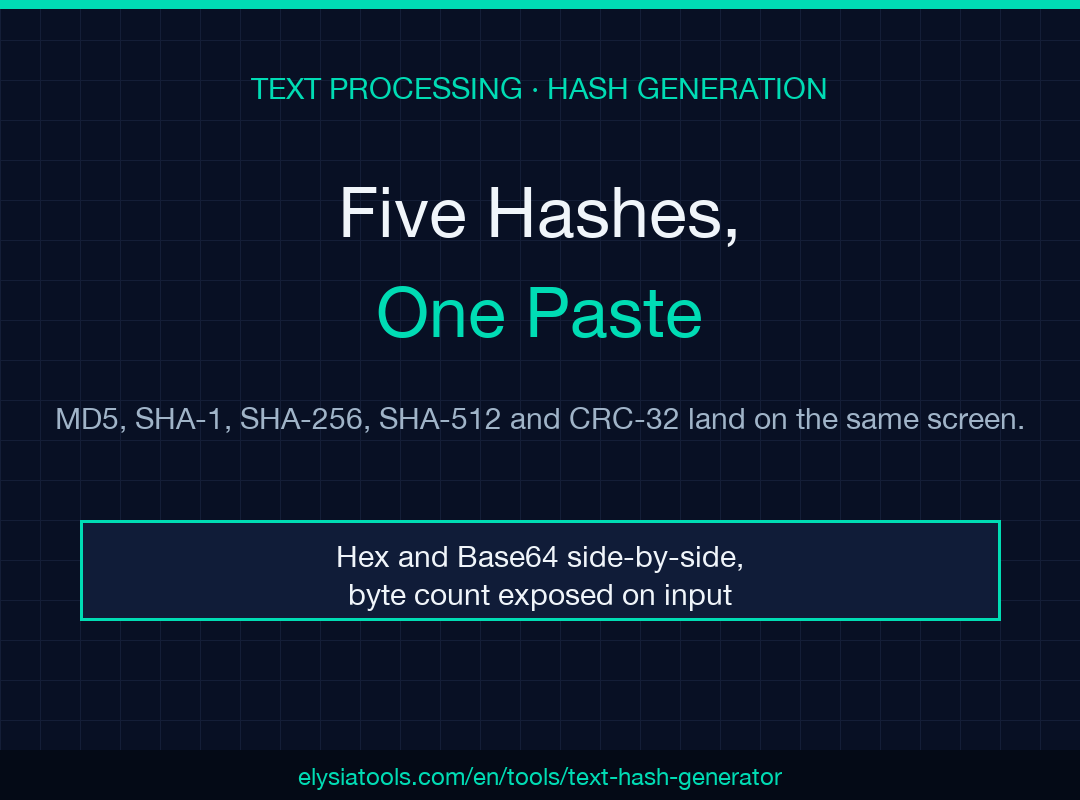 TEXT PROCESSING · HASH GENERATION
Five Hashes,
One Paste
MD5, SHA-1, SHA-256, SHA-512 and CRC-32 land on the same screen.
Hex and Base64 side-by-side,
byte count exposed on input
elysiatools.com/en/tools/text-hash-generator